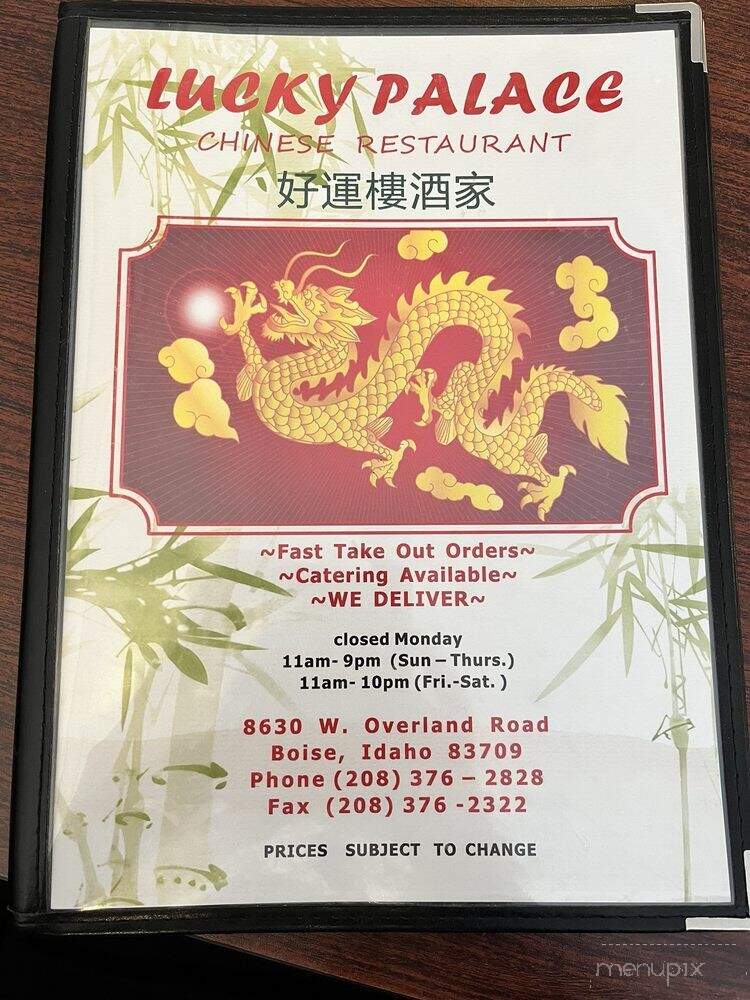 LUCKY PALACE
CHINESE RESTAURANT
好運樓酒家
~Fast Take Out Orders~
~Catering Available~
~WE DELIVER~
closed Monday
11am- 9pm (Sun – Thurs.)
11am- 10pm (Fri.-Sat. )
8630 W. Overland Road
Boise, Idaho 83709
Phone (208) 376 – 2828
Fax (208) 376 -2322
PRICES SUBJECT TO CHANGE
menupix